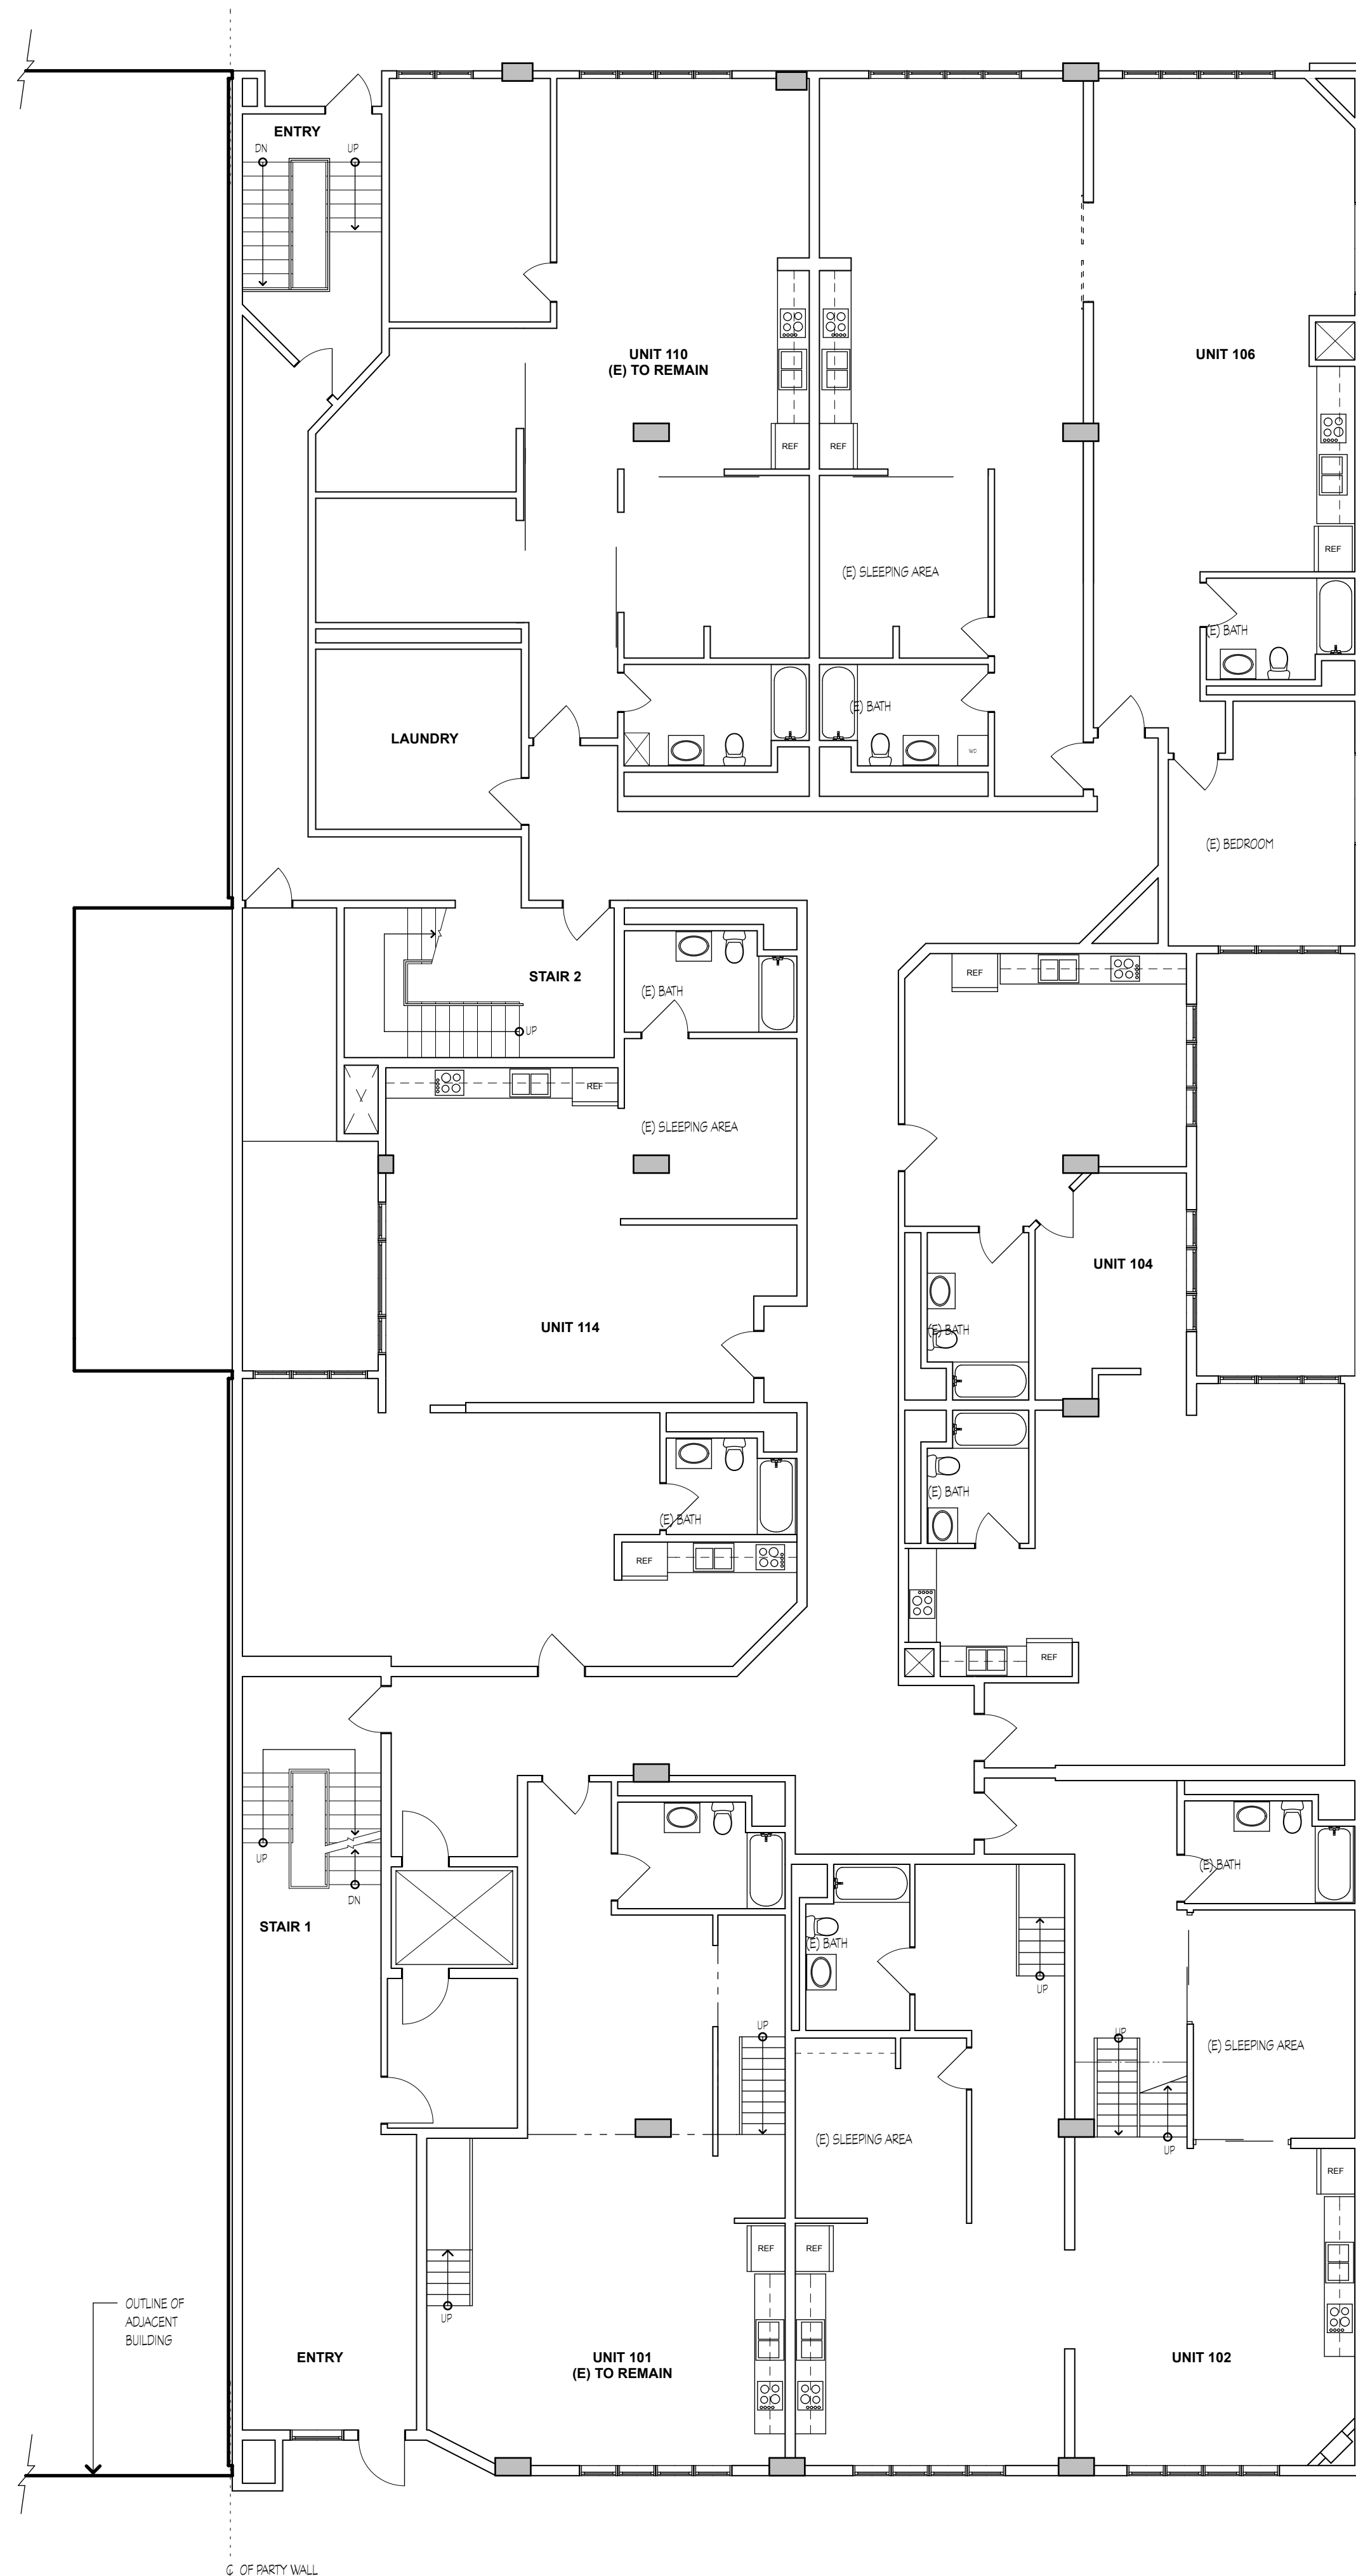 ENTRY
DN
UP
UNIT 110
(E) TO REMAIN
UNIT 106
REF
REF
REF
(E) SLEEPING AREA
(E) BATH
(E) BATH
LAUNDRY
WD
(E) BEDROOM
STAIR 2
UP
(E) BATH
REF
REF
(E) SLEEPING AREA
UNIT 104
UNIT 114
(E) BATH
(E) BATH
(E) BATH
REF
REF
UP
DN
STAIR 1
(E) BATH
(E) BATH
UP
UP
UP
UP
(E) SLEEPING AREA
(E) SLEEPING AREA
REF
REF
REF
UP
OUTLINE OF
ADJACENT
BUILDING
ENTRY
UNIT 101
(E) TO REMAIN
UNIT 102
℄ OF PARTY WALL